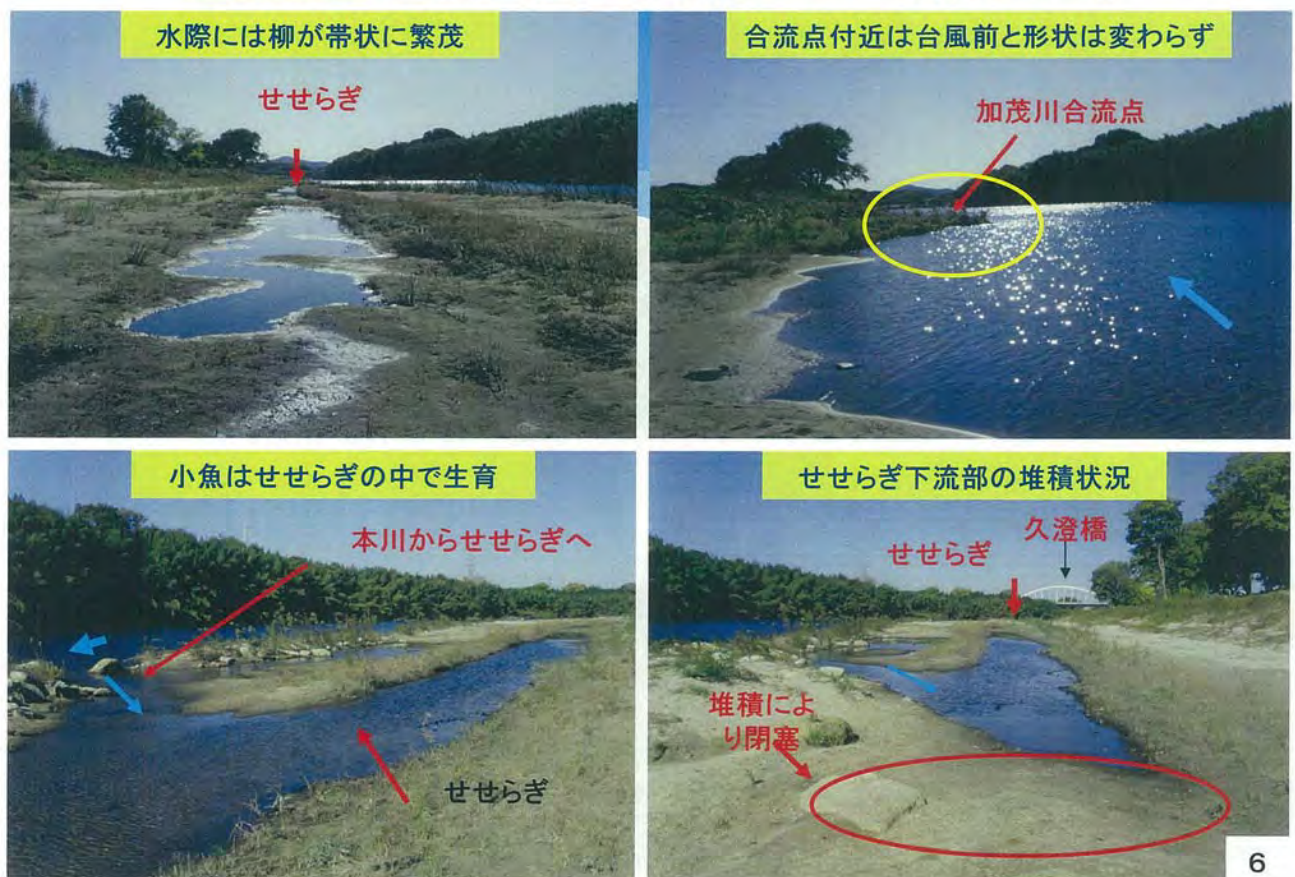 水際には柳が帯状に繁茂
せせらぎ
合流点付近は台風前と形状は変わらず
加茂川合流点
小魚はせせらぎの中で生育
本川からせせらぎへ
せせらぎ
せせらぎ下流部の堆積状況
久澄橋
せせらぎ
堆積によ
り閉塞
6